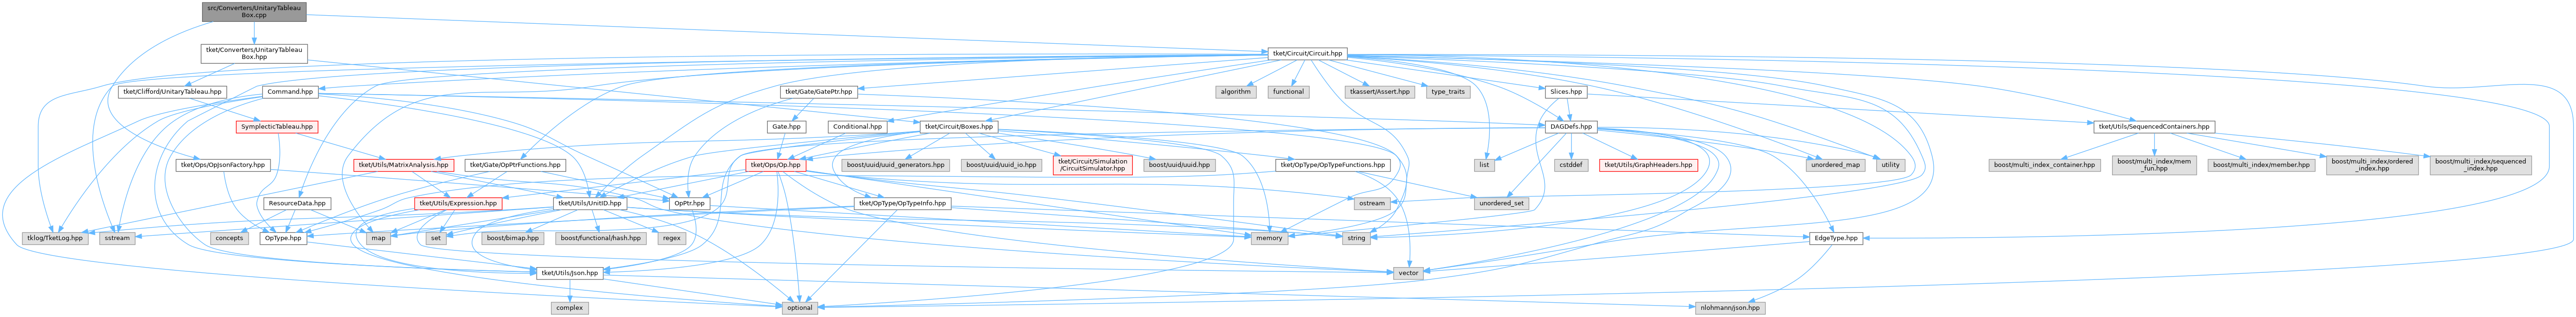 src/Converters/UnitaryTableau
Box.cpp
tket/Converters/UnitaryTableau
Box.hpp
tket/Circuit/Circuit.hpp
tket/Clifford/UnitaryTableau.hpp
Command.hpp
tket/Gate/GatePtr.hpp
algorithm
functional
tkassert/Assert.hpp
type_traits
Slices.hpp
SymplecticTableau.hpp
Gate.hpp
Conditional.hpp
tket/Circuit/Boxes.hpp
DAGDefs.hpp
tket/Utils/SequencedContainers.hpp
tket/Ops/OpJsonFactory.hpp
tket/Utils/MatrixAnalysis.hpp
tket/Gate/OpPtrFunctions.hpp
tket/Ops/Op.hpp
boost/uuid/uuid_generators.hpp
boost/uuid/uuid_io.hpp
tket/Circuit/Simulation
/CircuitSimulator.hpp
boost/uuid/uuid.hpp
tket/OpType/OpTypeFunctions.hpp
list
cstddef
tket/Utils/GraphHeaders.hpp
unordered_map
utility
boost/multi_index_container.hpp
boost/multi_index/mem
_fun.hpp
boost/multi_index/member.hpp
boost/multi_index/ordered
_index.hpp
boost/multi_index/sequenced
_index.hpp
ResourceData.hpp
tket/Utils/Expression.hpp
tket/Utils/UnitID.hpp
OpPtr.hpp
tket/OpType/OpTypeInfo.hpp
ostream
unordered_set
tklog/TketLog.hpp
sstream
concepts
OpType.hpp
map
set
boost/bimap.hpp
boost/functional/hash.hpp
regex
memory
string
EdgeType.hpp
tket/Utils/Json.hpp
vector
complex
optional
nlohmann/json.hpp